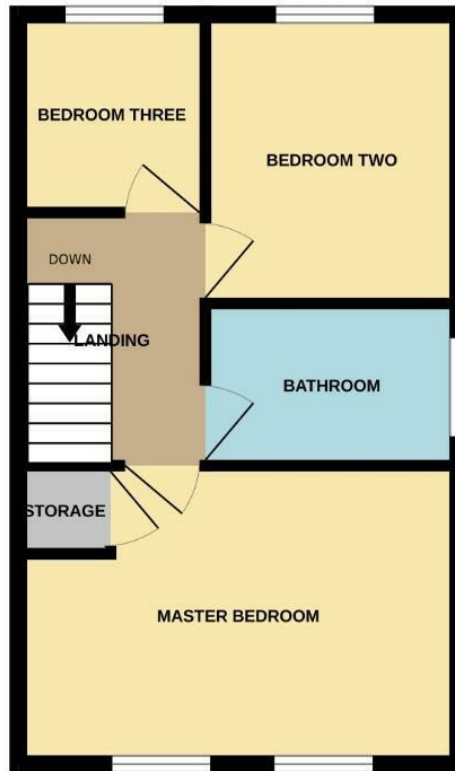 BEDROOM THREE
BEDROOM TWO
DOWN
LANDING
BATHROOM
STORAGE
MASTER BEDROOM